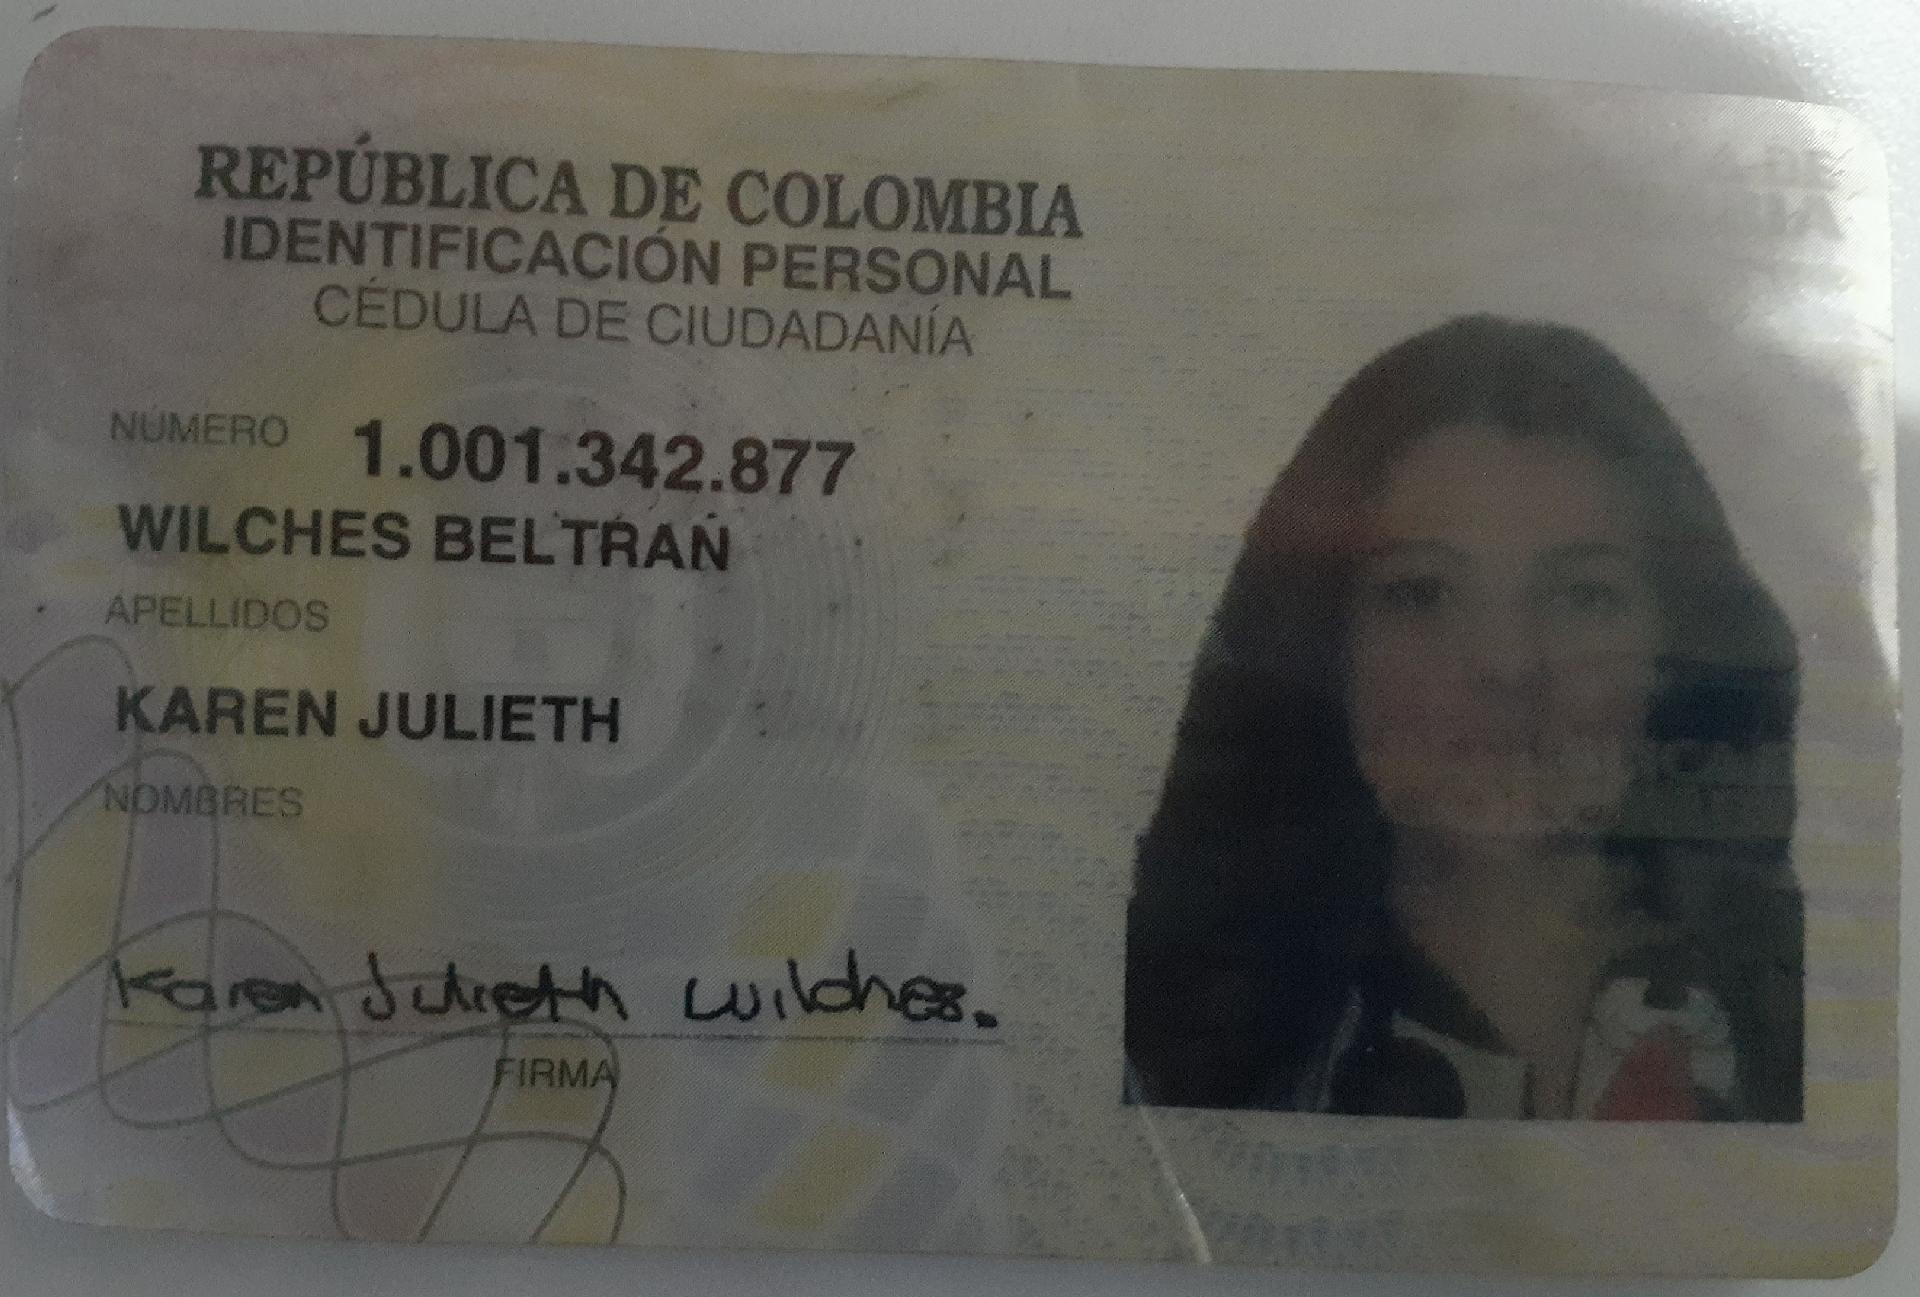 REPÚBLICA DE COLOMBIA
IDENTIFICACIÓN PERSONAL
CÉDULA DE CIUDADANÍA
NÚMERO 1.001.342.877
WILCHES BELTRAN
APELLIDOS
KAREN JULIETH
NOMBRES
Karen Julieth Wilches.
FIRMA